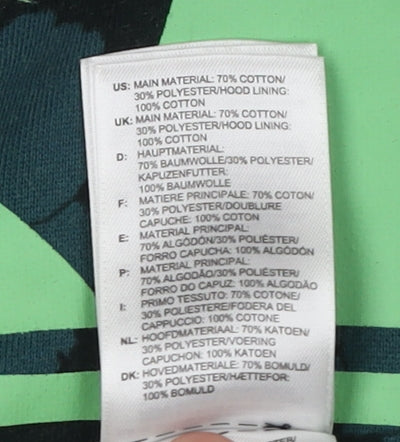 US: MAIN MATERIAL: 70% COTTON/
30% POLYESTER/HOOD LINING:
100% COTTON
UK: MAIN MATERIAL: 70% COTTON/
30% POLYESTER/HOOD LINING:
100% COTTON
D: HAUPTMATERIAL:
70% BAUMWOLLE/30% POLYESTER/
KAPUZENFUTTER:
100% BAUMWOLLE
F: MATIERE PRINCIPALE: 70% COTON/
30% POLYESTER/DOUBLURE
CAPUCHE: 100% COTON
E: MATERIAL PRINCIPAL:
70% ALGODÓN/30% POLIÉSTER/
FORRO CAPUCHA: 100% ALGODÓN
P: MATERIAL PRINCIPAL:
70% ALGODÃO/30% POLIÉSTER/
FORRO DO CAPUZ: 100% ALGODÃO
I: PRIMO TESSUTO: 70% COTONE/
30% POLIESTERE/FODERA DEL
CAPPUCCIO: 100% COTONE
NL: HOOFDMATERIAAL: 70% KATOEN/
30% POLYESTER/VOERING
CAPUCHON: 100% KATOEN
DK: HOVEDMATERIALE: 70% BOMULD/
30% POLYESTER/HÆTTEFOR:
100% BOMULD